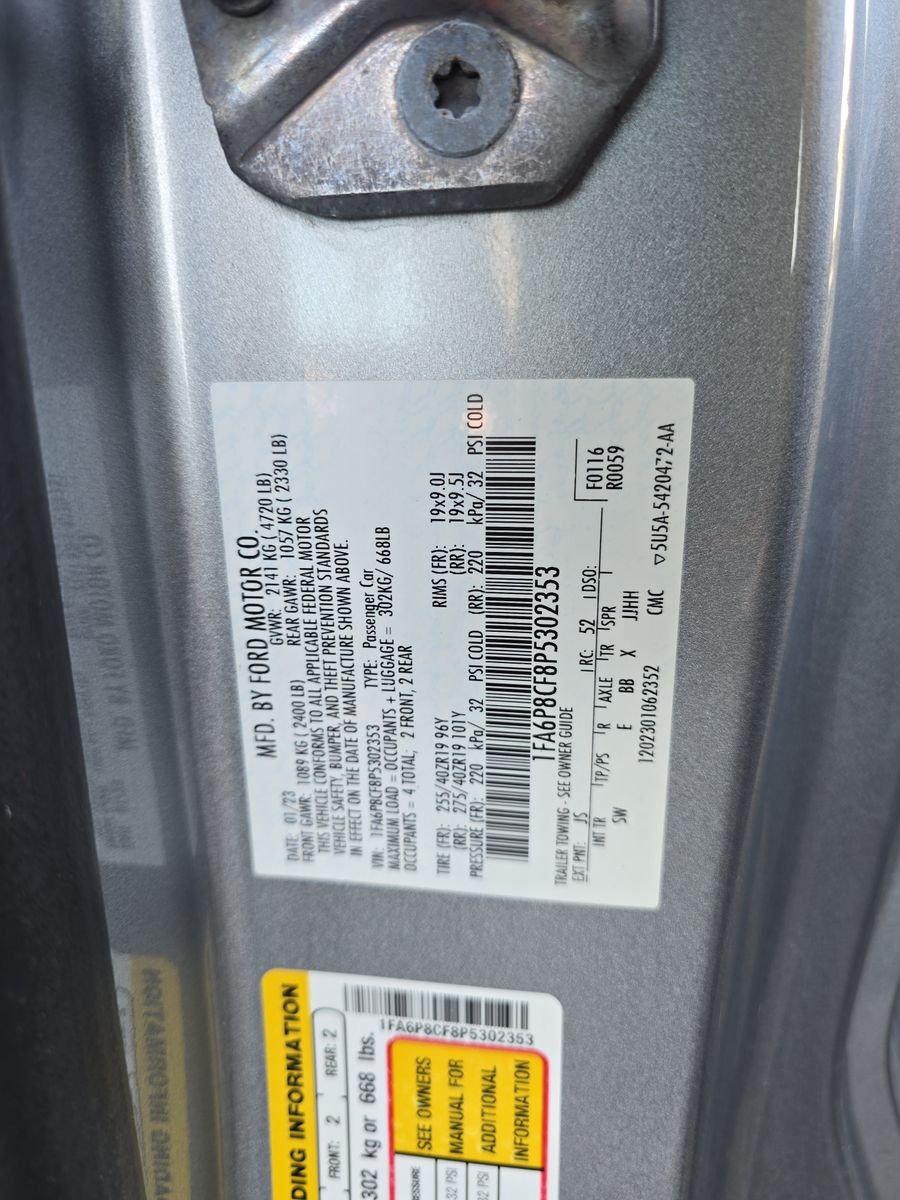 MFD. BY FORD MOTOR CO.
DATE: 01/23 GVWR: 2141 KG ( 4720 LB)
FRONT GAWR: 1089 KG ( 2400 LB) REAR GAWR: 1057 KG ( 2330 LB)
THIS VEHICLE CONFORMS TO ALL APPLICABLE FEDERAL MOTOR
VEHICLE SAFETY, BUMPER, AND THEFT PREVENTION STANDARDS
IN EFFECT ON THE DATE OF MANUFACTURE SHOWN ABOVE.
VIN: 1FA6P8CF8P5302353 TYPE: Passenger Car
MAXIMUM LOAD = OCCUPANTS + LUGGAGE = 302KG/ 668LB
OCCUPANTS = 4 TOTAL; 2 FRONT, 2 REAR
TIRE (FR): 255/40ZR19 96Y RIMS (FR): 19x9.0J
(RR): 275/40ZR19 101Y (RR): 19x9.5J
PRESSURE (FR): 220 kPa/ 32 PSI COLD (RR): 220 kPa/ 32 PSI COLD
1FA6P8CF8P5302353
TRAILER TOWING - SEE OWNER GUIDE
EXT PNT: JS RC: 52 DSO: F0116
INT TR TP/PS R AXLE TR SPR R0059
SW E BB X JJHH
1202301062352 CMC ▽5U5A-5420472-AA
DING INFORMATION
FRONT: 2 REAR: 2
302 kg or 668 lbs.
1FA6P8CF8P5302353
SEE OWNERS
MANUAL FOR
ADDITIONAL
INFORMATION
32 PSI
32 PSI